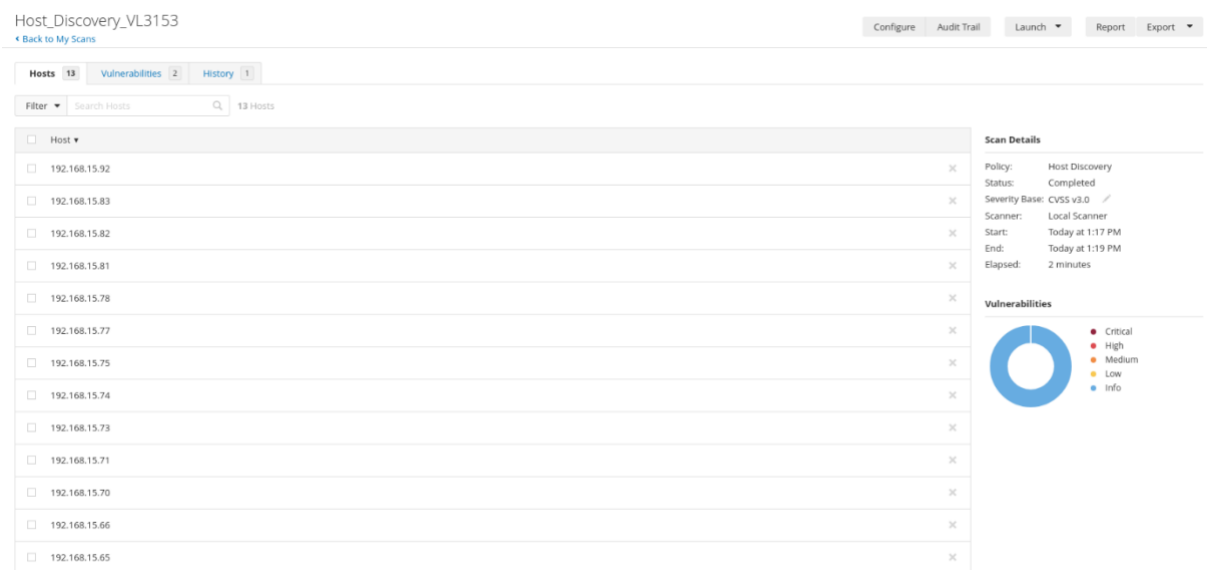 Host_Discovery_VL3153
Back to My Scans
Configure
Audit Trail
Launch
Report
Export
Hosts 13
Vulnerabilities 2
History 1
Filter
Search Hosts
13 Hosts
Host
192.168.15.92
192.168.15.83
192.168.15.82
192.168.15.81
192.168.15.78
192.168.15.77
192.168.15.75
192.168.15.74
192.168.15.73
192.168.15.71
192.168.15.70
192.168.15.66
192.168.15.65
Scan Details
Policy: Host Discovery
Status: Completed
Severity Base: CVSS v3.0
Scanner: Local Scanner
Start: Today at 1:17 PM
End: Today at 1:19 PM
Elapsed: 2 minutes
Vulnerabilities
Critical
High
Medium
Low
Info